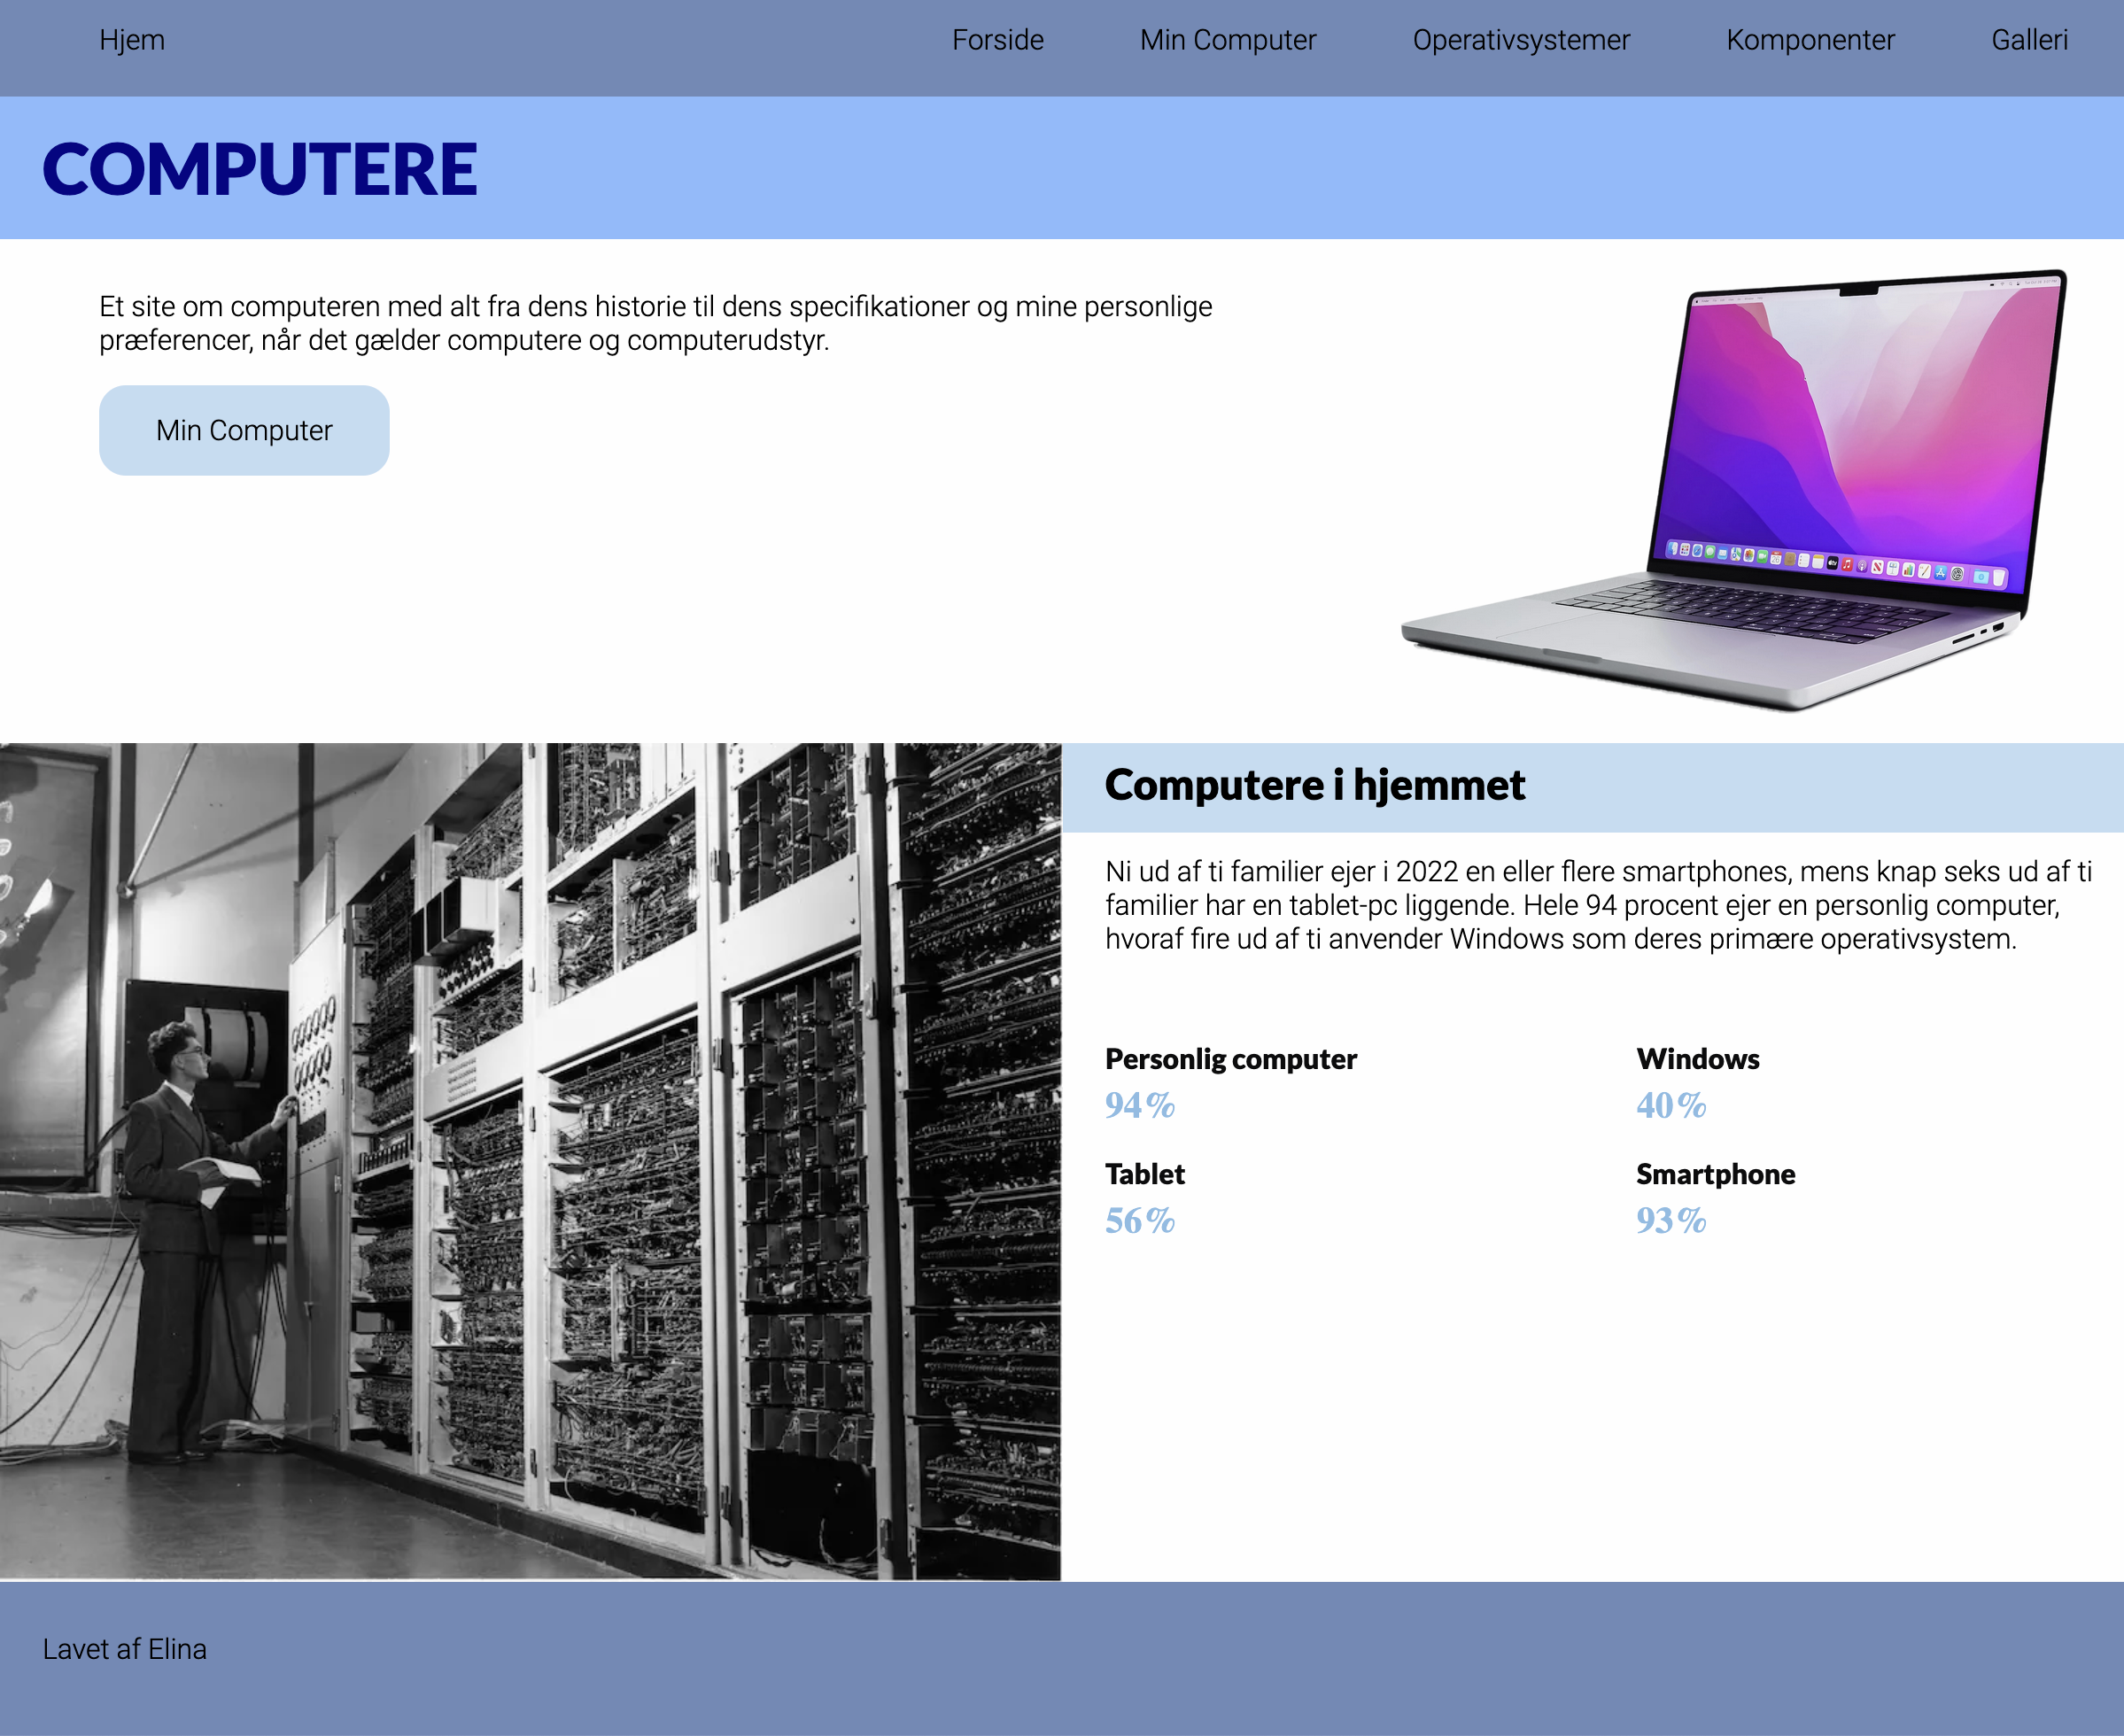 Hjem
Forside
Min Computer
Operativsystemer
Komponenter
Galleri
COMPUTERE
Et site om computeren med alt fra dens historie til dens specifikationer og mine personlige
præferencer, når det gælder computere og computerudstyr.
Min Computer
Computere i hjemmet
Ni ud af ti familier ejer i 2022 en eller flere smartphones, mens knap seks ud af ti
familier har en tablet-pc liggende. Hele 94 procent ejer en personlig computer,
hvoraf fire ud af ti anvender Windows som deres primære operativsystem.
Personlig computer
94%
Windows
40%
Tablet
56%
Smartphone
93%
Lavet af Elina